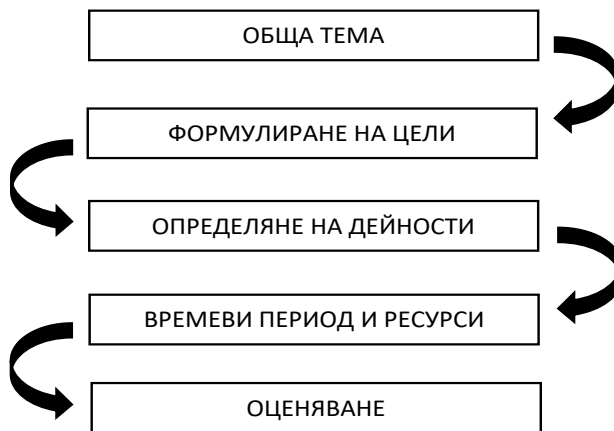 ОБЩА ТЕМА
ФОРМУЛИРАНЕ НА ЦЕЛИ
ОПРЕДЕЛЯНЕ НА ДЕЙНОСТИ
ВРЕМЕВИ ПЕРИОД И РЕСУРСИ
ОЦЕНЯВАНЕ